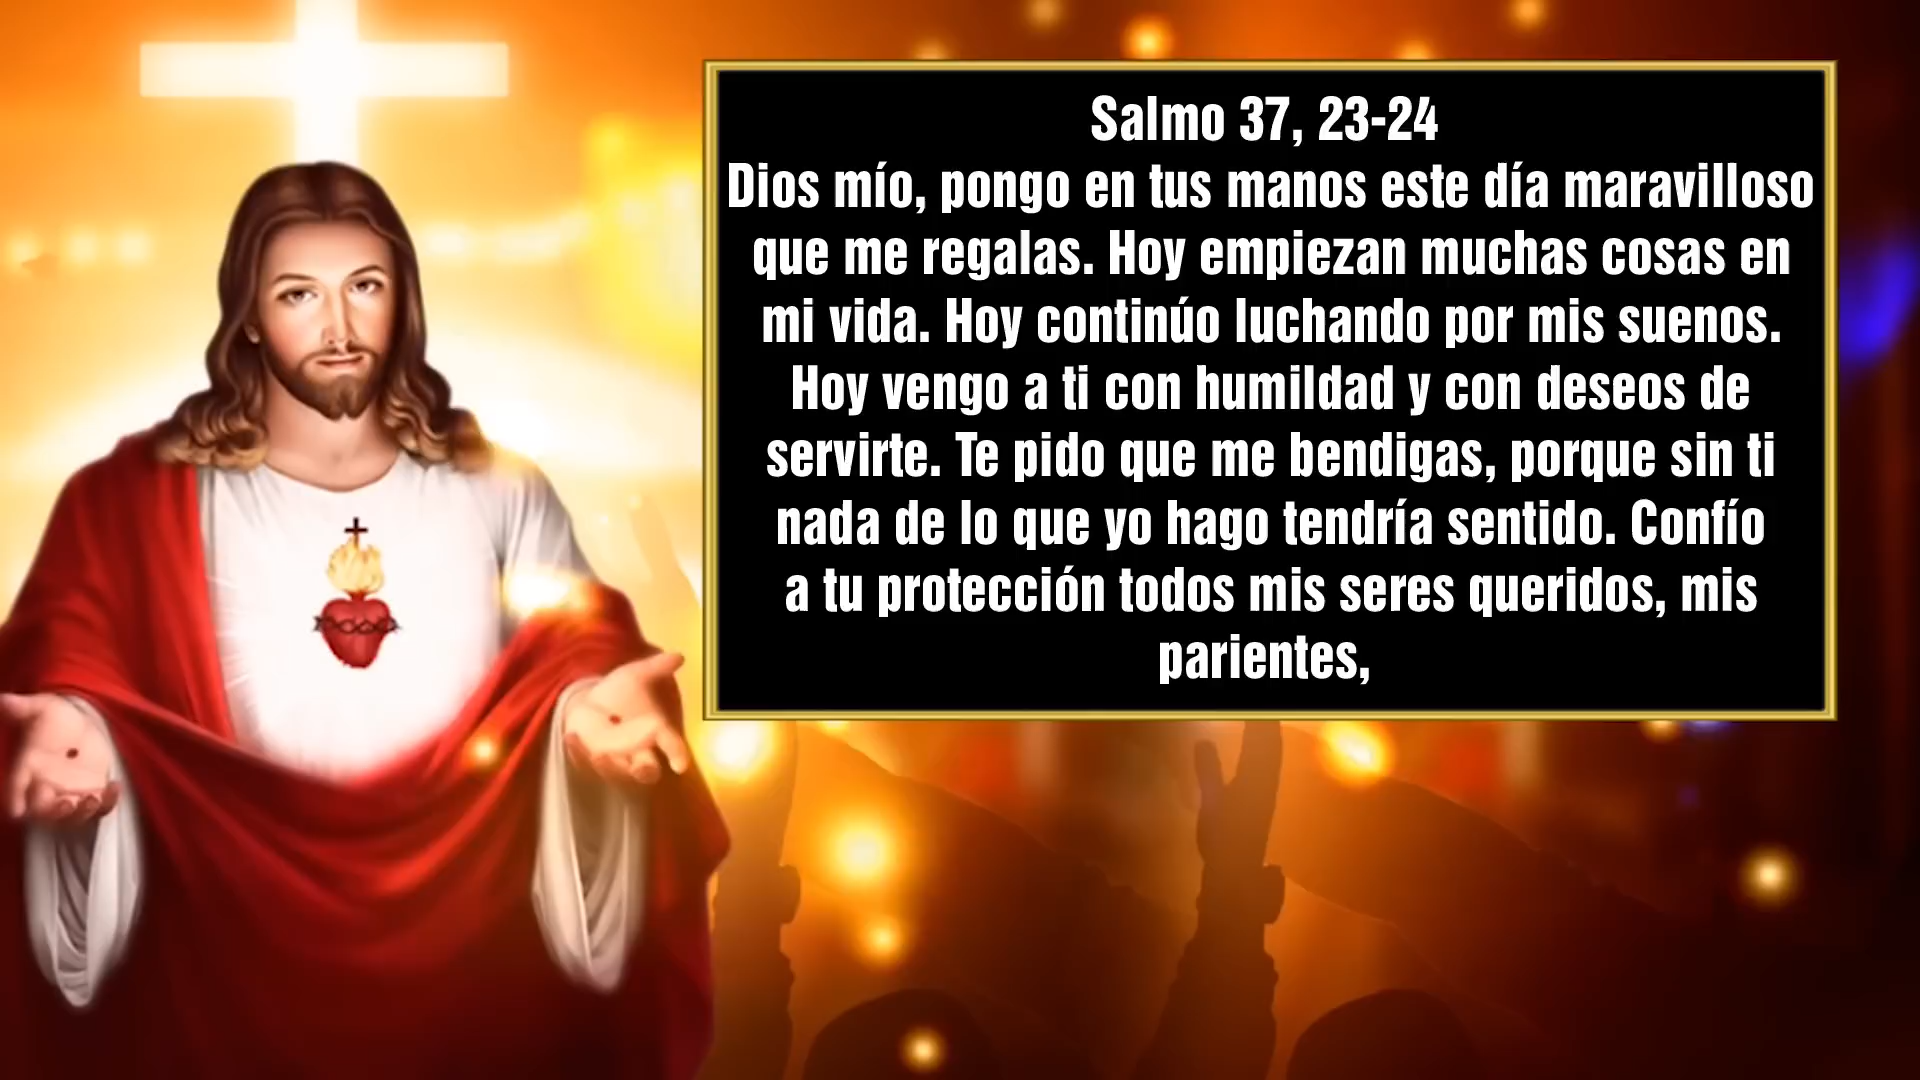 Salmo 37, 23-24
Dios mío, pongo en tus manos este día maravilloso
que me regalas. Hoy empiezan muchas cosas en
mi vida. Hoy continúo luchando por mis suenos.
Hoy vengo a ti con humildad y con deseos de
servirte. Te pido que me bendigas, porque sin ti
nada de lo que yo hago tendría sentido. Confío
a tu protección todos mis seres queridos, mis
parientes,